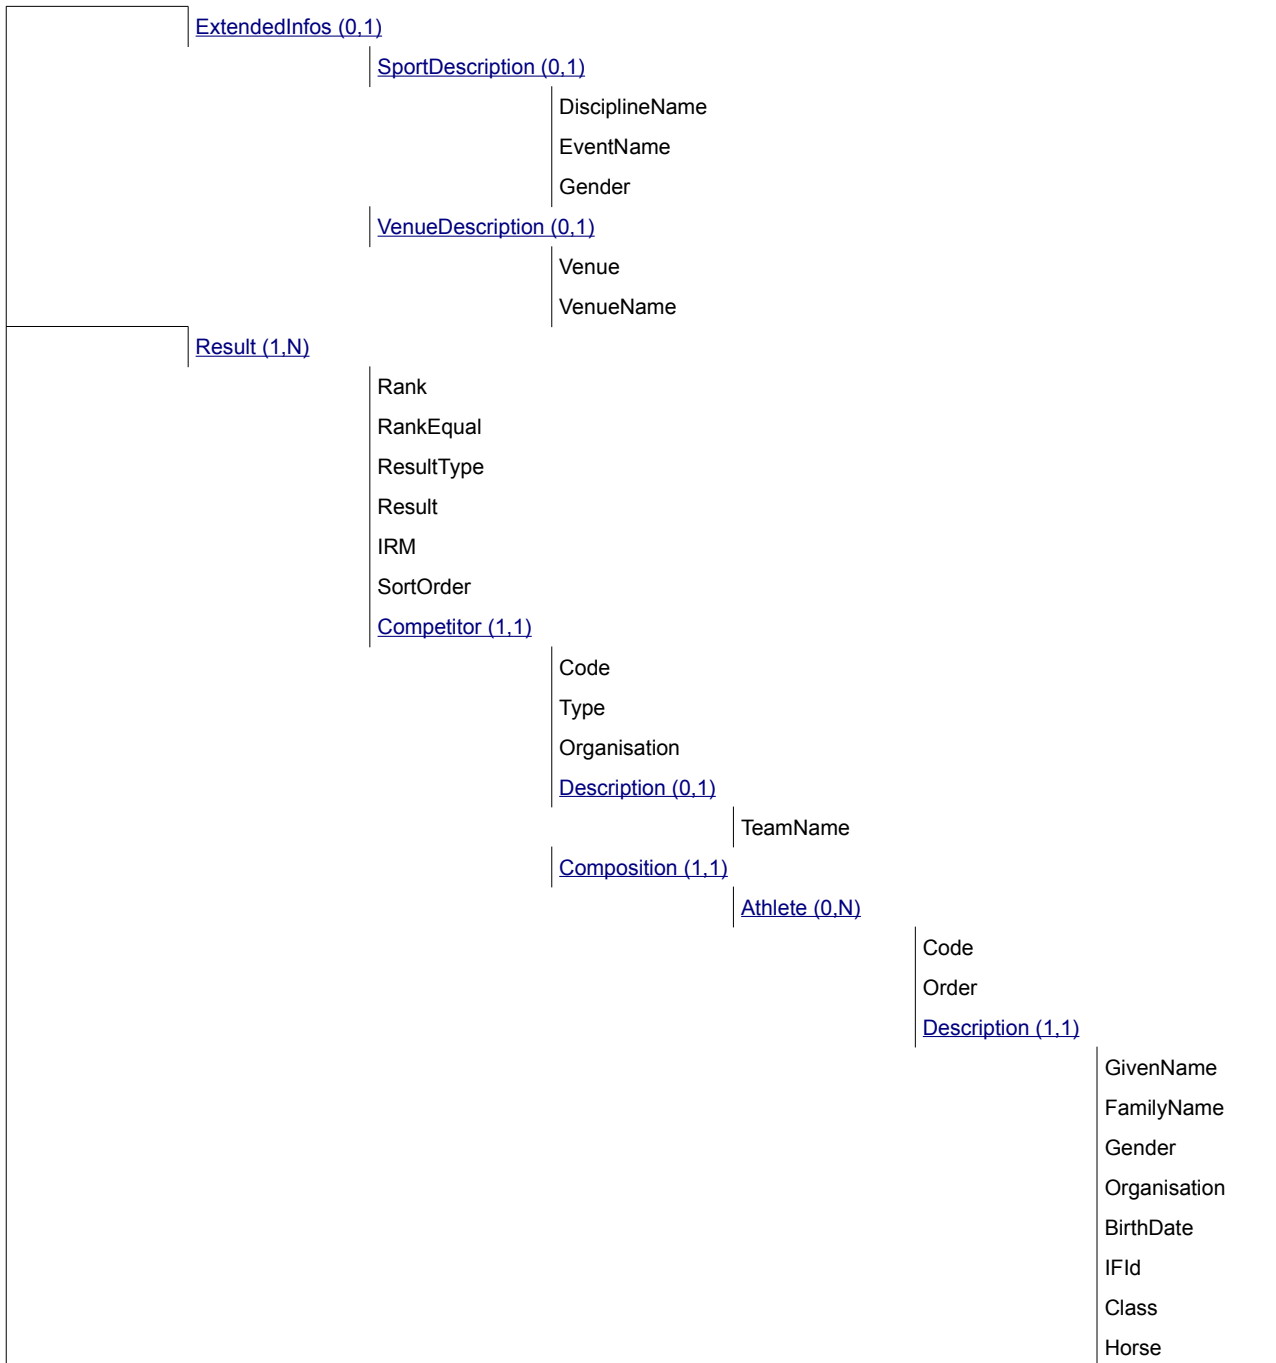 ExtendedInfos (0,1)
SportDescription (0,1)
DisciplineName
EventName
Gender
VenueDescription (0,1)
Venue
VenueName
Result (1,N)
Rank
RankEqual
ResultType
Result
IRM
SortOrder
Competitor (1,1)
Code
Type
Organisation
Description (0,1)
TeamName
Composition (1,1)
Athlete (0,N)
Code
Order
Description (1,1)
GivenName
FamilyName
Gender
Organisation
BirthDate
IFId
Class
Horse